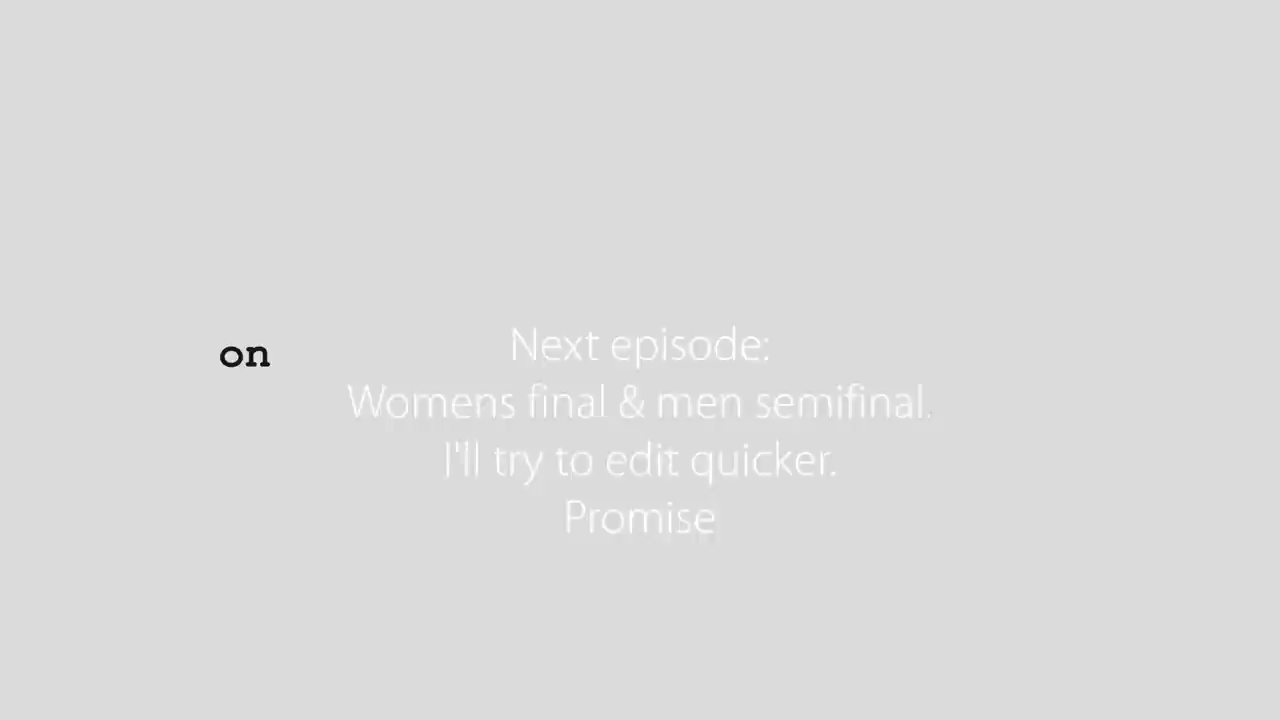 on
Next episode:
Womens final & men semifinal.
I'll try to edit quicker.
Promise